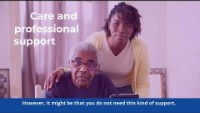 Care and
professional
support
However, it might be that you do not need this kind of support.